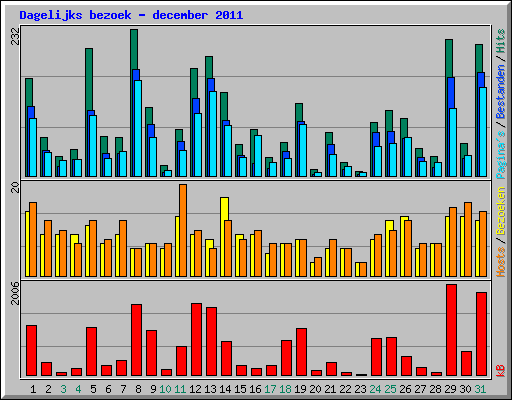 Dagelijks bezoek - december 2011
232
20
2006
Hosts / Bezoeken Pagina's / Bestanden / Hits
kB
1 2 3 4 5 6 7 8 9 10 11 12 13 14 15 16 17 18 19 20 21 22 23 24 25 26 27 28 29 30 31